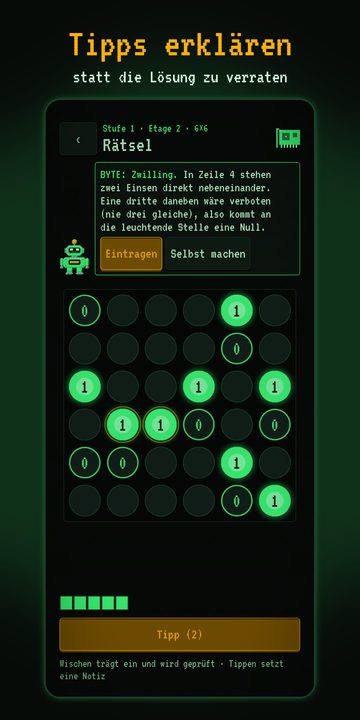 Tipps erklären
statt die Lösung zu verraten
‹
Stufe 1 · Etage 2 · 6×6
Rätsel
BYTE: Zwilling. In Zeile 4 stehen
zwei Einsen direkt nebeneinander.
Eine dritte daneben wäre verboten
(nie drei gleiche), also kommt an
die leuchtende Stelle eine Null.
Eintragen Selbst machen
0 1
0
1 1 1
1 1 0 0
0 0 1
0 1
Tipp (2)
Wischen trägt ein und wird geprüft · Tippen setzt
eine Notiz